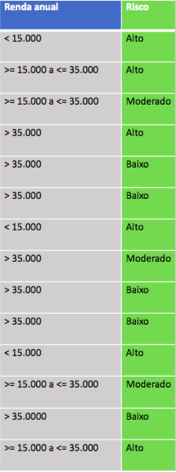 Renda anual Risco
< 15.000 Alto
>= 15.000 a <= 35.000 Alto
>= 15.000 a <= 35.000 Moderado
> 35.000 Alto
> 35.000 Baixo
> 35.000 Baixo
< 15.000 Alto
> 35.000 Moderado
> 35.000 Baixo
> 35.000 Baixo
< 15.000 Alto
>= 15.000 a <= 35.000 Moderado
> 35.0000 Baixo
>= 15.000 a <= 35.000 Alto